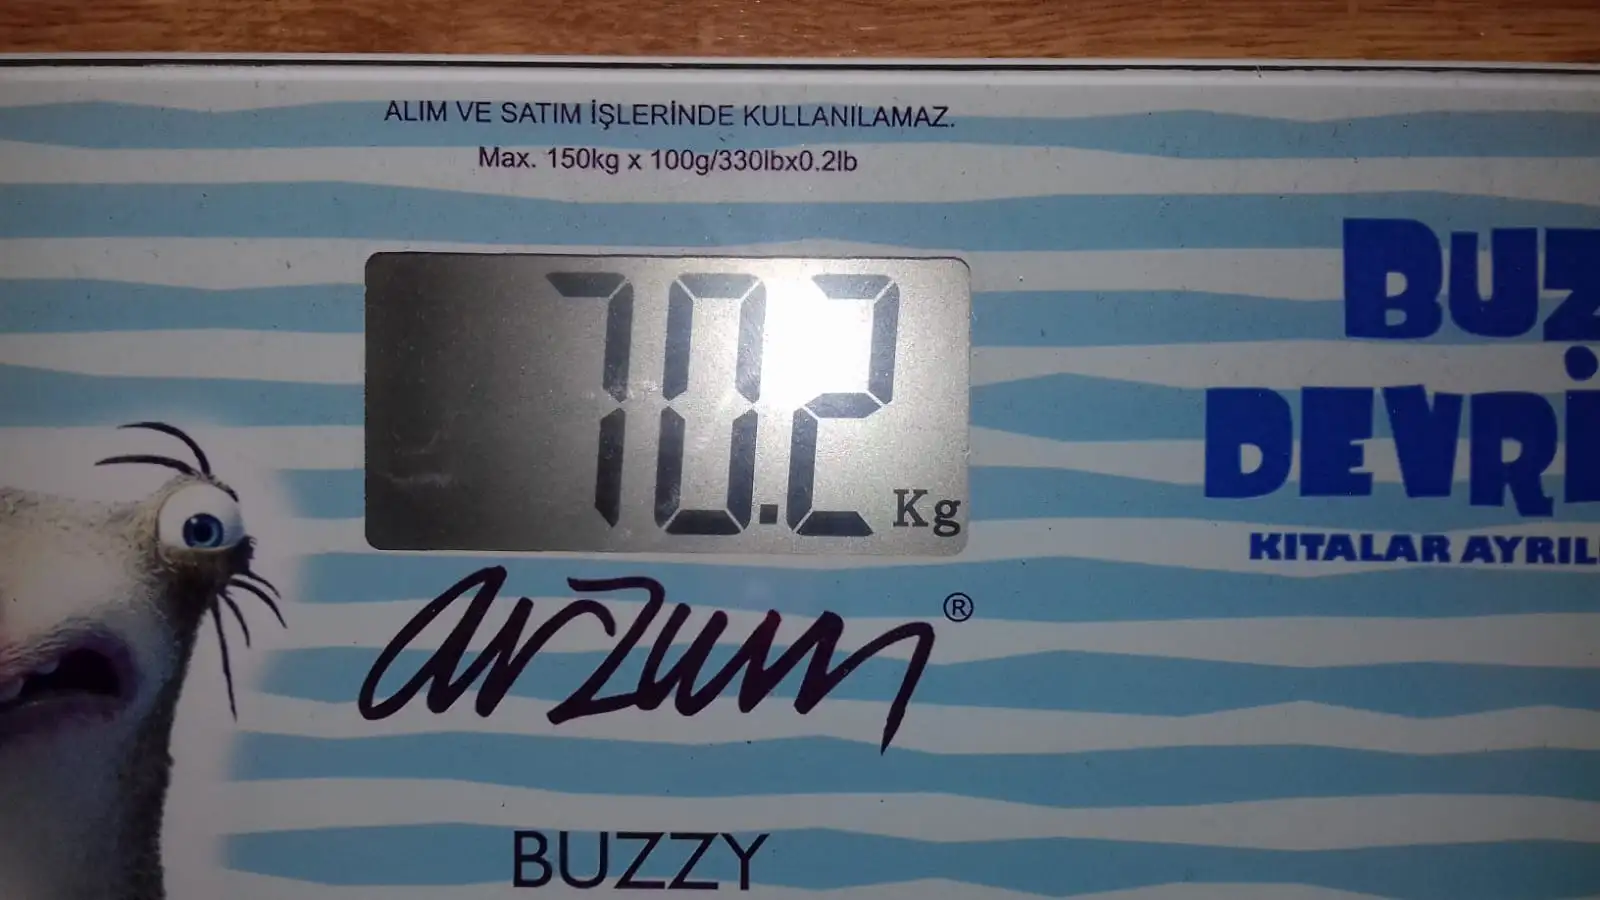 ALIM VE SATIM İŞLERİNDE KULLANILAMAZ.
Max. 150kg x 100g/330lbx0.2lb
70.2 Kg
arzum®
BUZZY
BUZ
DEVRİ
KITALAR AYRIL